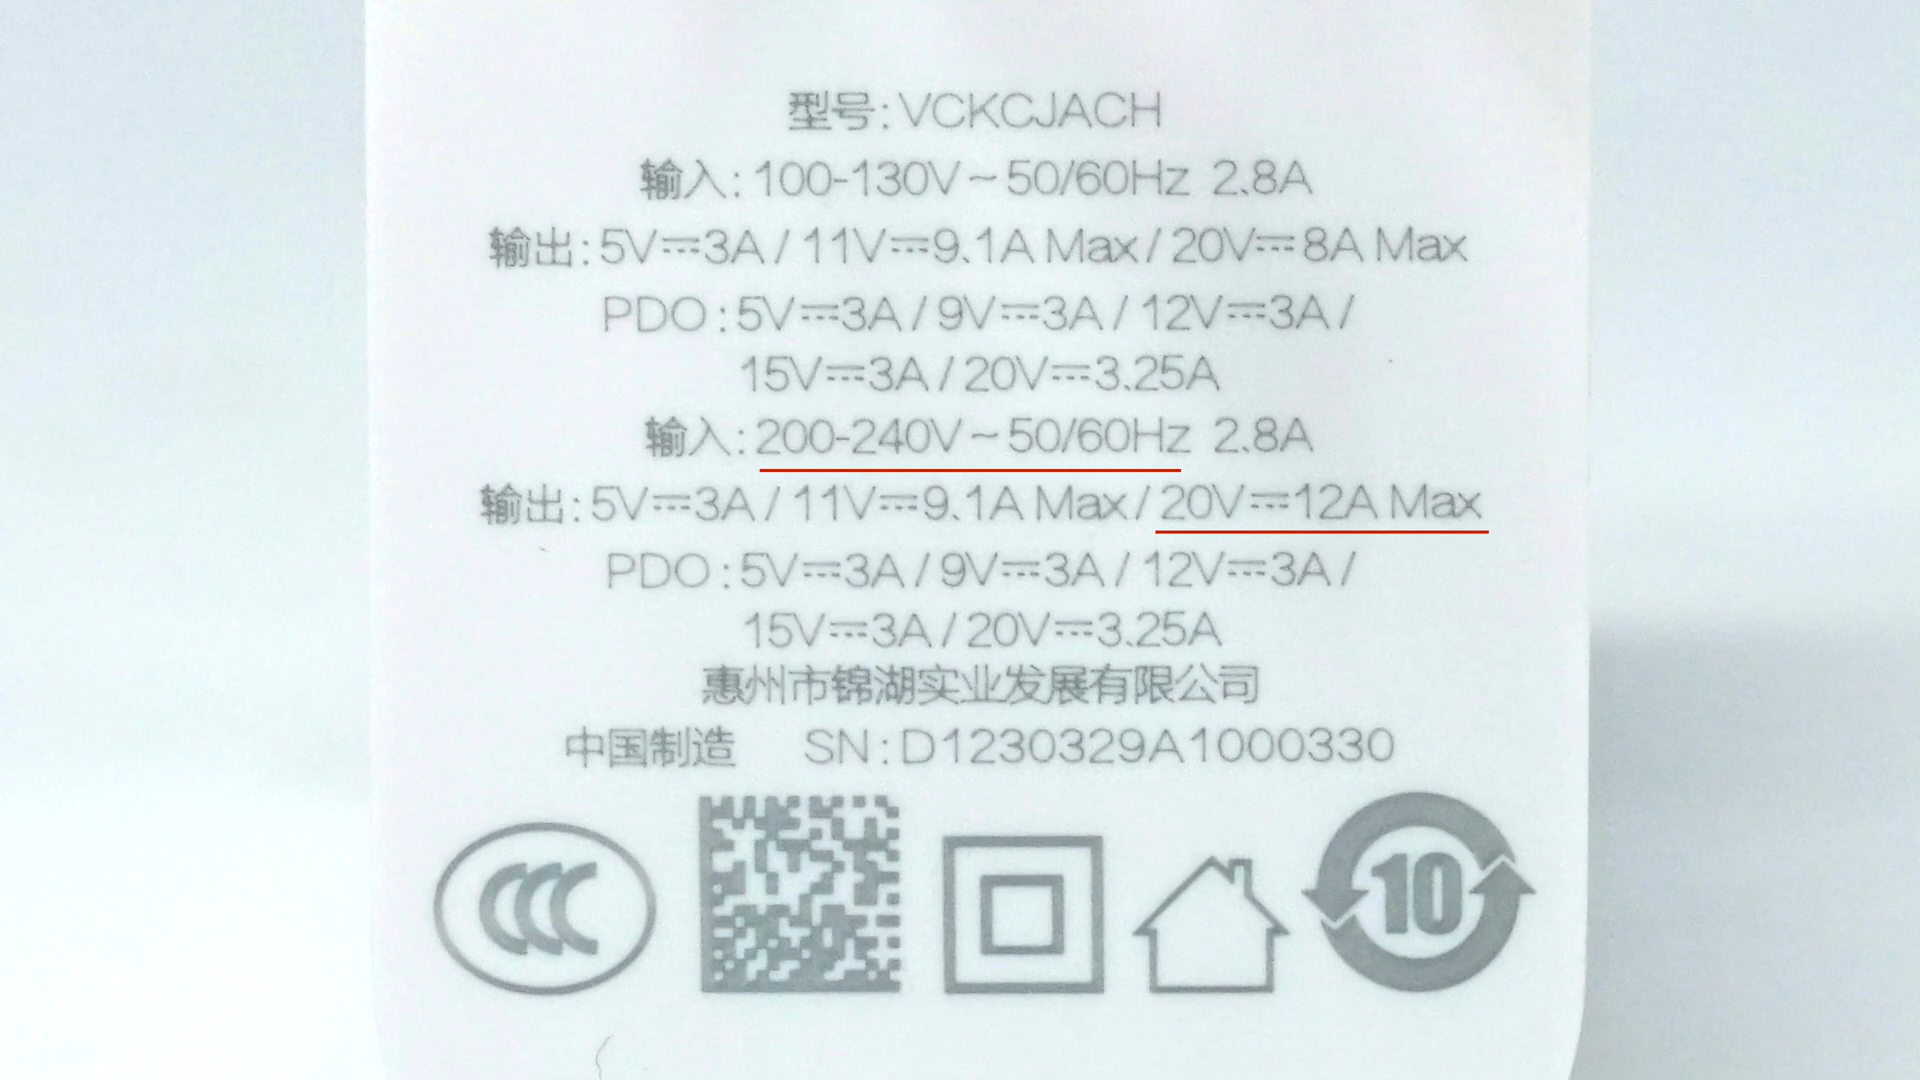 型号:VCKCJACH
输入:100-130V~50/60Hz 2.8A
输出:5V⎓3A/11V⎓9.1A Max/20V⎓8A Max
PDO:5V⎓3A/9V⎓3A/12V⎓3A/
15V⎓3A/20V⎓3.25A
输入:200-240V~50/60Hz 2.8A
输出:5V⎓3A/11V⎓9.1A Max/20V⎓12A Max
PDO:5V⎓3A/9V⎓3A/12V⎓3A/
15V⎓3A/20V⎓3.25A
惠州市锦湖实业发展有限公司
中国制造 SN:D1230329A1000330
CCC
10